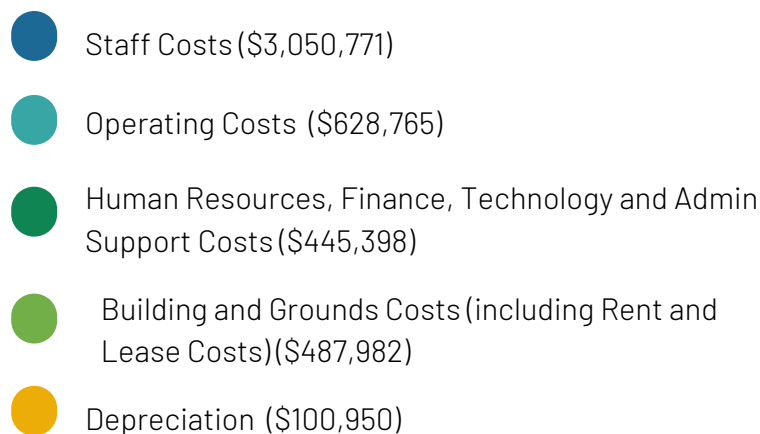 Staff Costs ($3,050,771)
Operating Costs ($628,765)
Human Resources, Finance, Technology and Admin
Support Costs ($445,398)
Building and Grounds Costs (including Rent and
Lease Costs) ($487,982)
Depreciation ($100,950)